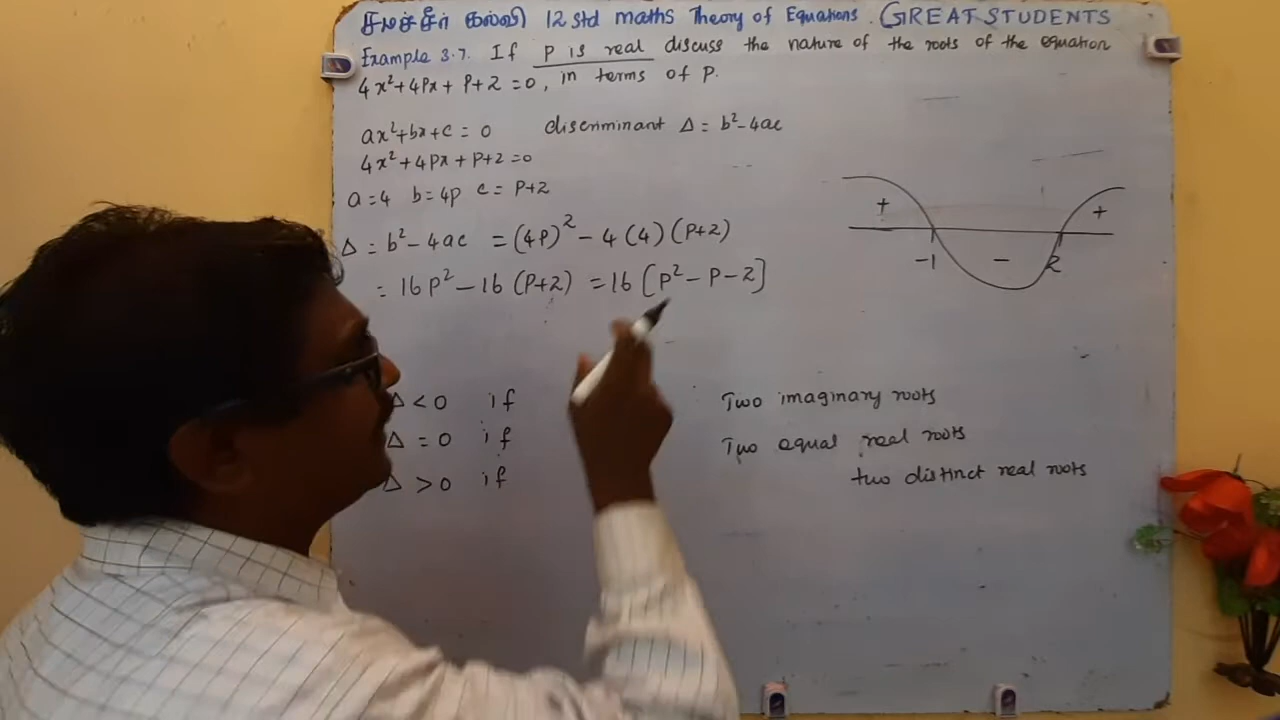 கல்வி 12 std maths Theory of Equations. GREAT STUDENTS
Example 3.7. If P is real discuss the nature of the roots of the equation
4x²+4Px+P+2=0, in terms of P.
ax²+bx+c=0 discriminant Δ=b²-4ac
4x²+4Px+P+2=0
a=4 b=4P c=P+2
Δ=b²-4ac =(4P)²-4(4)(P+2)
=16P²-16(P+2) =16[P²-P-2]
+ - +
-1 2
Δ<0 if Two imaginary roots
Δ=0 if Two equal real roots
Δ>0 if two distinct real roots